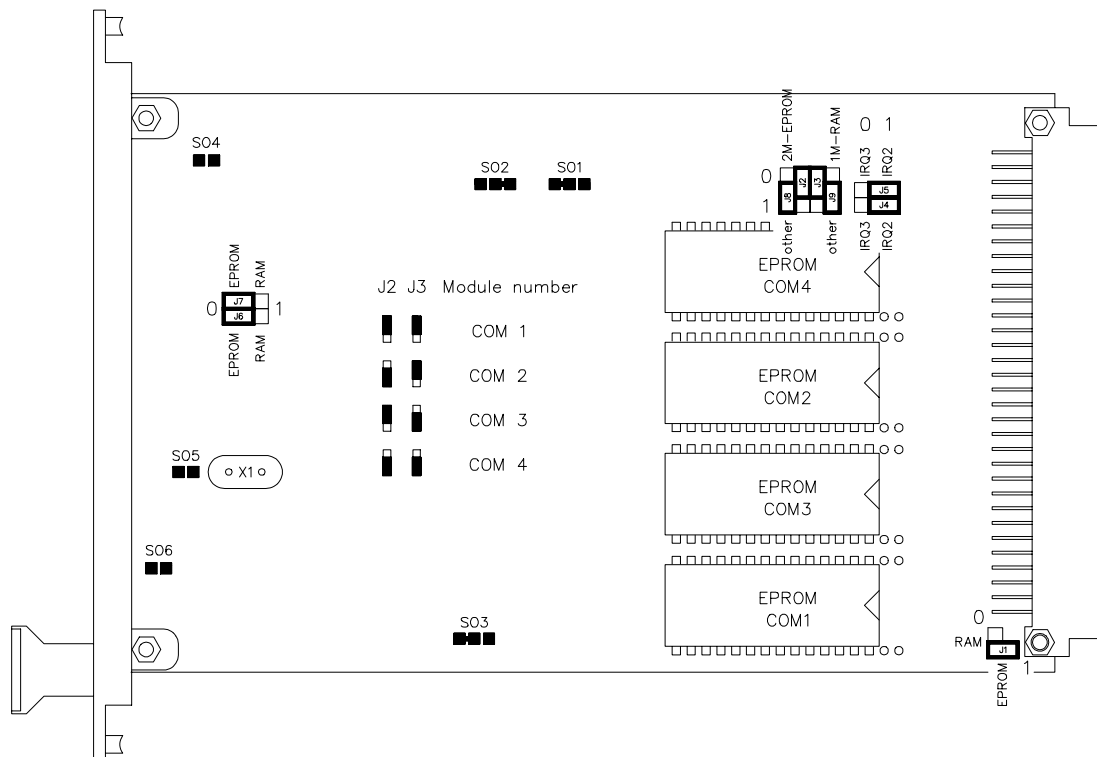 2M-EPROM
1M-RAM
0 1
S04
S02
S01
0
1
J8
J2
J3
J9
IRQ3
IRQ2
J5
J4
IRQ3
IRQ2
other
other
EPROM
RAM
0
J7
J6
1
EPROM
RAM
J2 J3 Module number
COM 1
COM 2
COM 3
COM 4
EPROM
COM4
EPROM
COM2
EPROM
COM3
EPROM
COM1
S05
X1
S06
S03
0
RAM
J1
1
EPROM